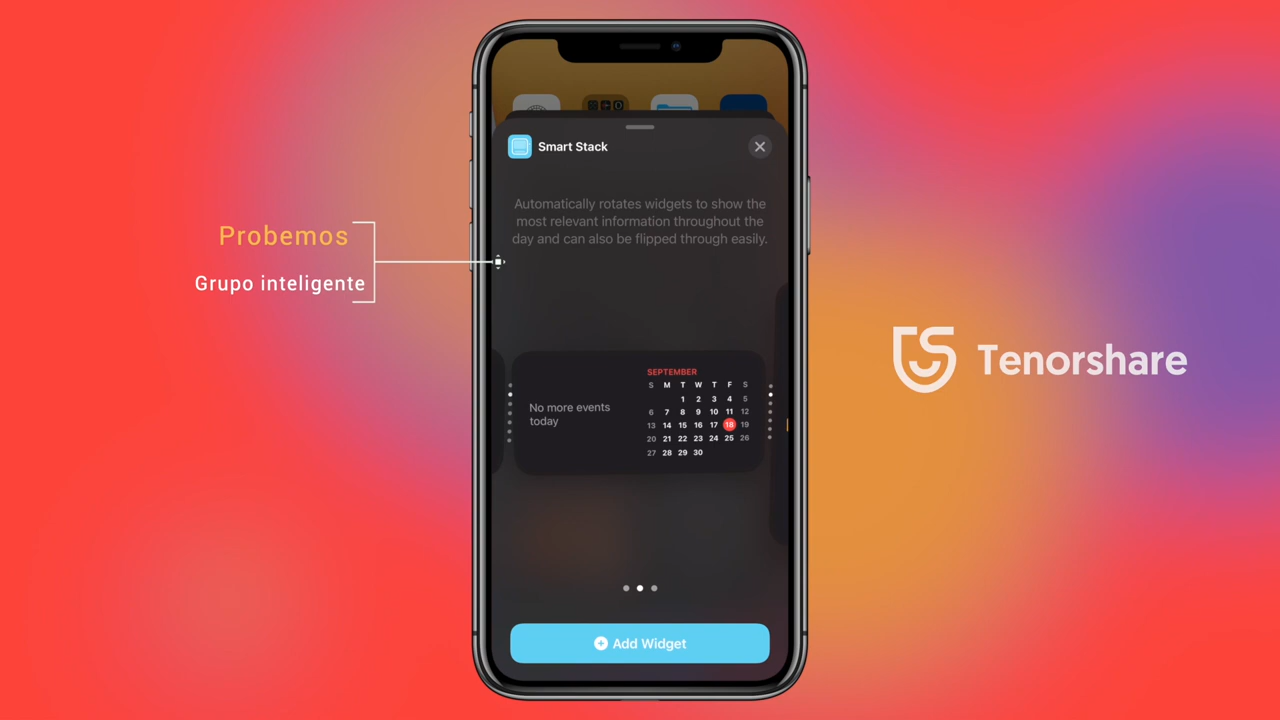 Smart Stack
Automatically rotates widgets to show the
most relevant information throughout the
day and can also be flipped through easily.
Probemos
Grupo inteligente
Tenorshare
No more events
today
SEPTEMBER
S M T W T F S
1 2 3 4 5
6 7 8 9 10 11 12
13 14 15 16 17 18 19
20 21 22 23 24 25 26
27 28 29 30
Add Widget